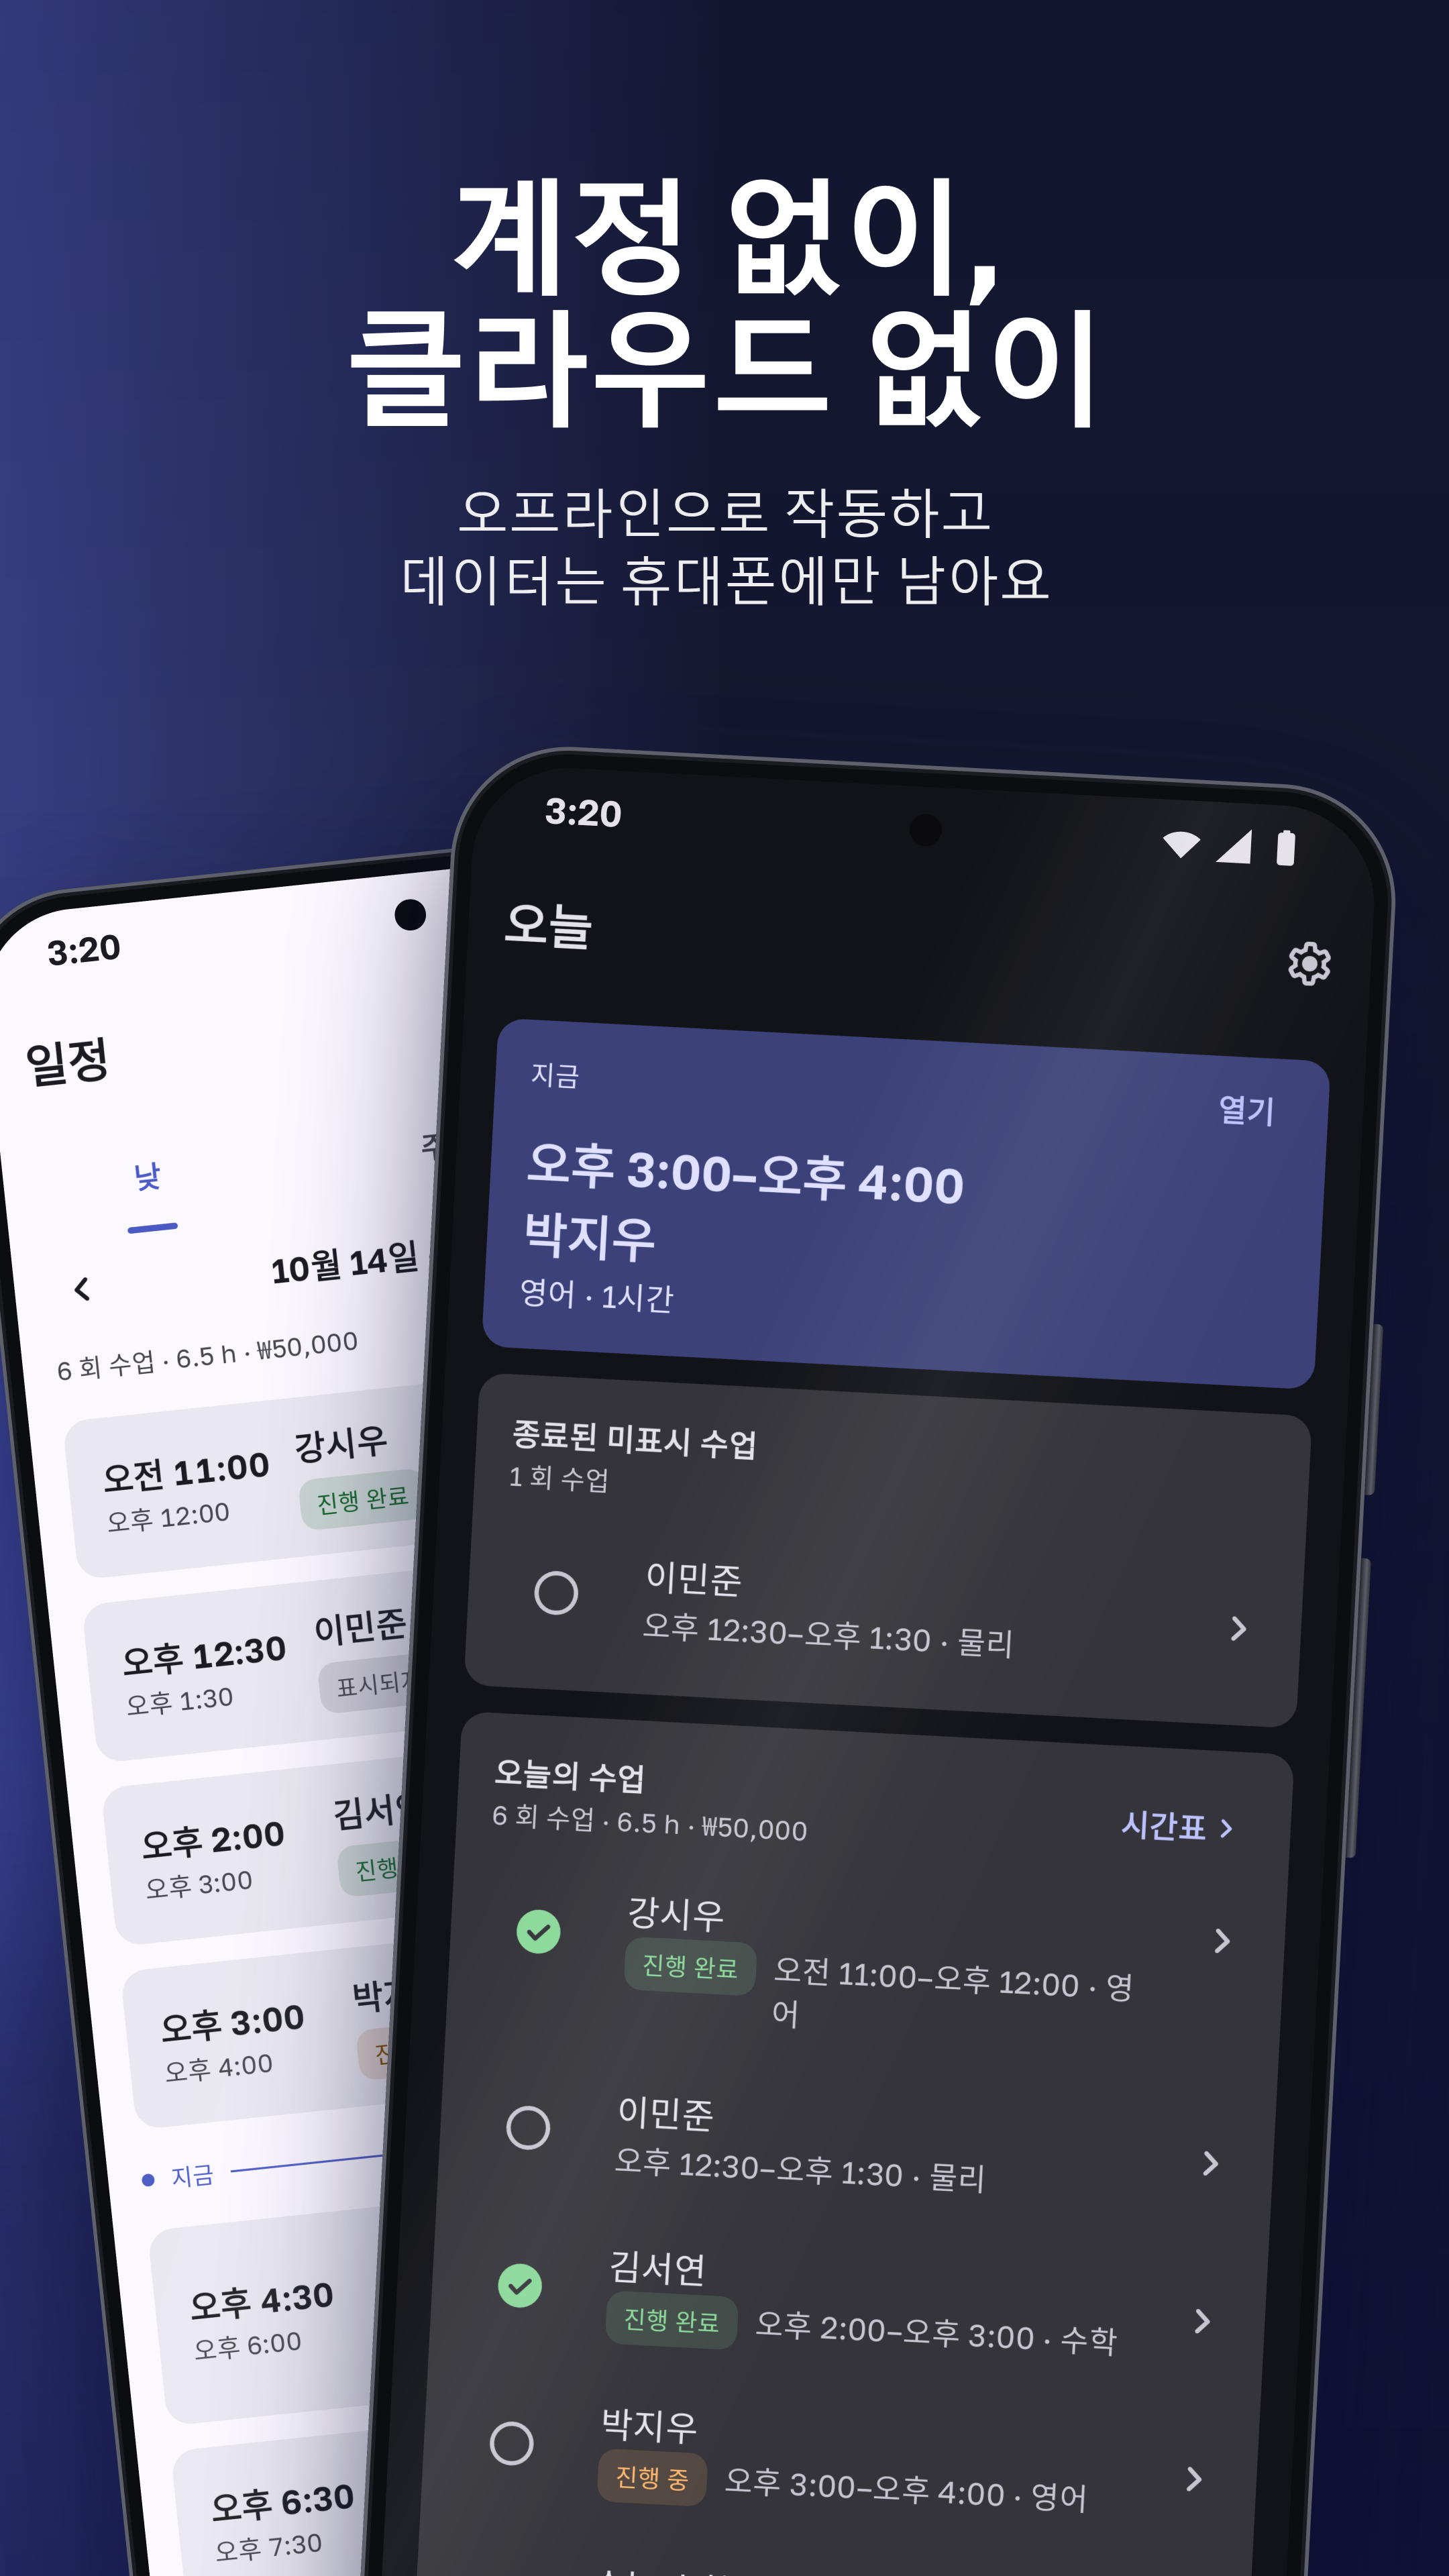 계정 없이,
클라우드 없이
오프라인으로 작동하고
데이터는 휴대폰에만 남아요
3:20
일정
낮
10월 14일
6 회 수업 · 6.5 h · ₩50,000
오전 11:00
오후 12:00
강시우
진행 완료
오후 12:30
오후 1:30
이민준
오후 2:00
오후 3:00
진행
오후 3:00
오후 4:00
지금
오후 4:30
오후 6:00
오후 6:30
오후 7:30
3:20
오늘
지금
열기
오후 3:00–오후 4:00
박지우
영어 · 1시간
종료된 미표시 수업
1 회 수업
이민준
오후 12:30–오후 1:30 · 물리
오늘의 수업
6 회 수업 · 6.5 h · ₩50,000
시간표
강시우
진행 완료
오전 11:00–오후 12:00 · 영
어
이민준
오후 12:30–오후 1:30 · 물리
김서연
진행 완료
오후 2:00–오후 3:00 · 수학
박지우
진행 중
오후 3:00–오후 4:00 · 영어